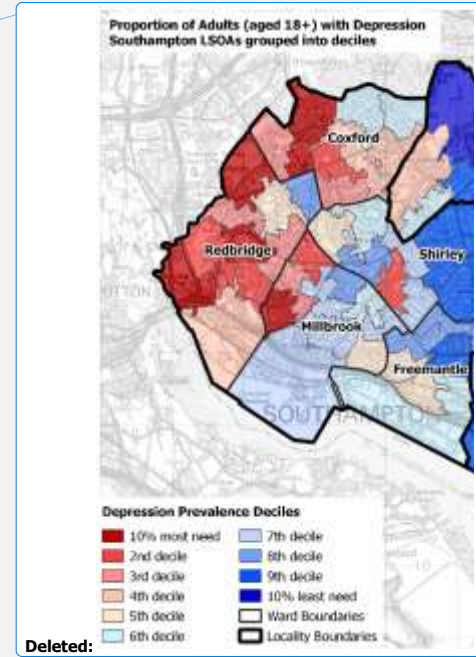 Proportion of Adults (aged 18+) with Depression
Southampton LSOAs grouped into deciles
Coxford
Redbridge
Shirley
Millbrook
Freemantle
SOUTHAMPTON
Depression Prevalence Deciles
10% most need
2nd decile
3rd decile
4th decile
5th decile
6th decile
7th decile
8th decile
9th decile
10% least need
Ward Boundaries
Locality Boundaries
Deleted: